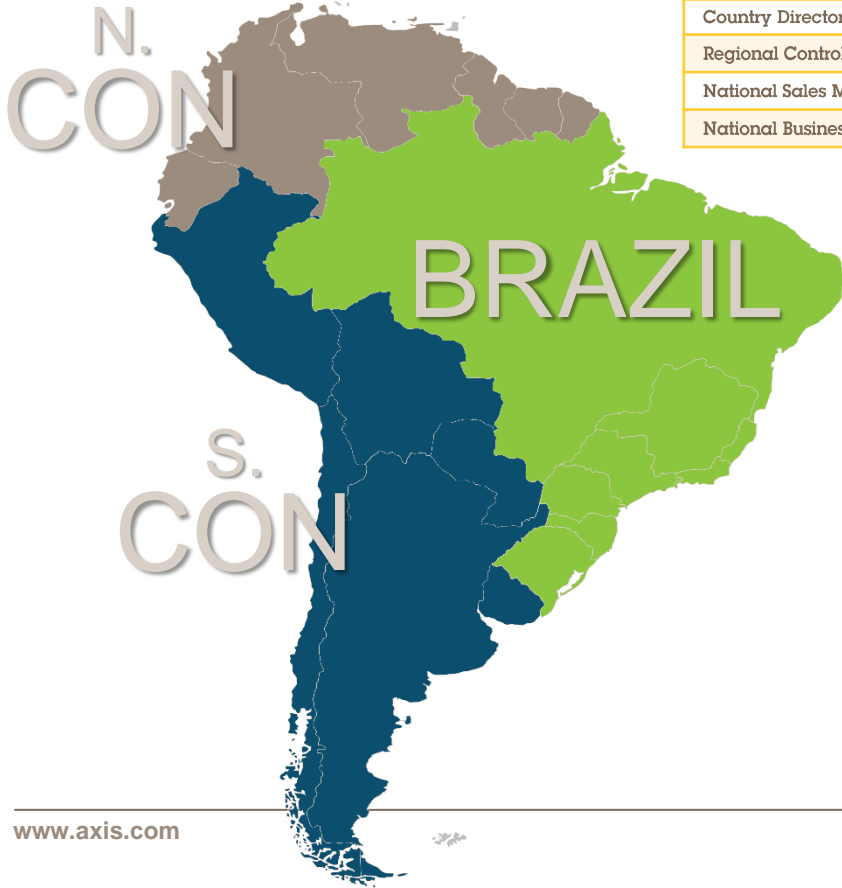 N.
CON
Country Director
Regional Control
National Sales M
National Busines
BRAZIL
S.
CON
www.axis.com